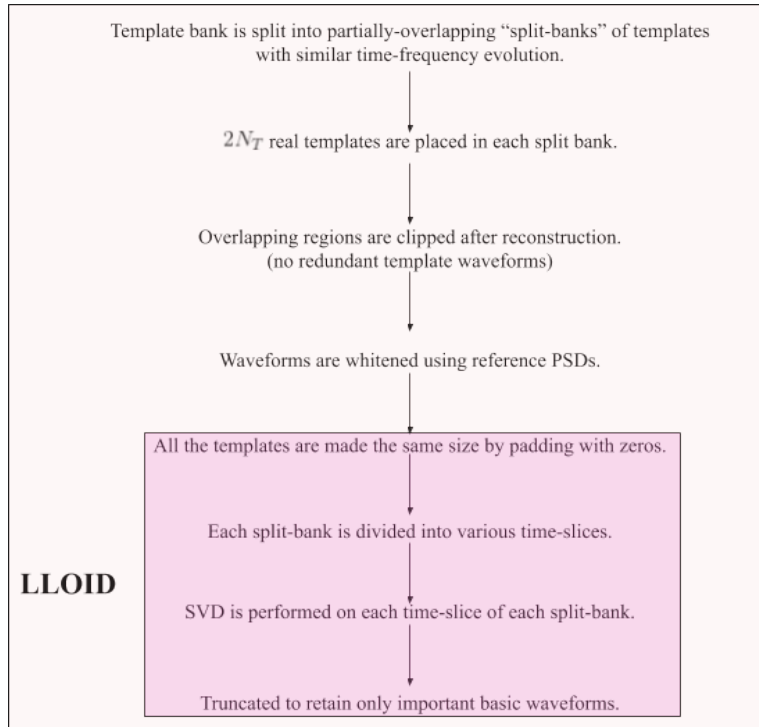 Template bank is split into partially-overlapping “split-banks” of templates
with similar time-frequency evolution.
2N_T real templates are placed in each split bank.
Overlapping regions are clipped after reconstruction.
(no redundant template waveforms)
Waveforms are whitened using reference PSDs.
All the templates are made the same size by padding with zeros.
Each split-bank is divided into various time-slices.
LLOID
SVD is performed on each time-slice of each split-bank.
Truncated to retain only important basic waveforms.